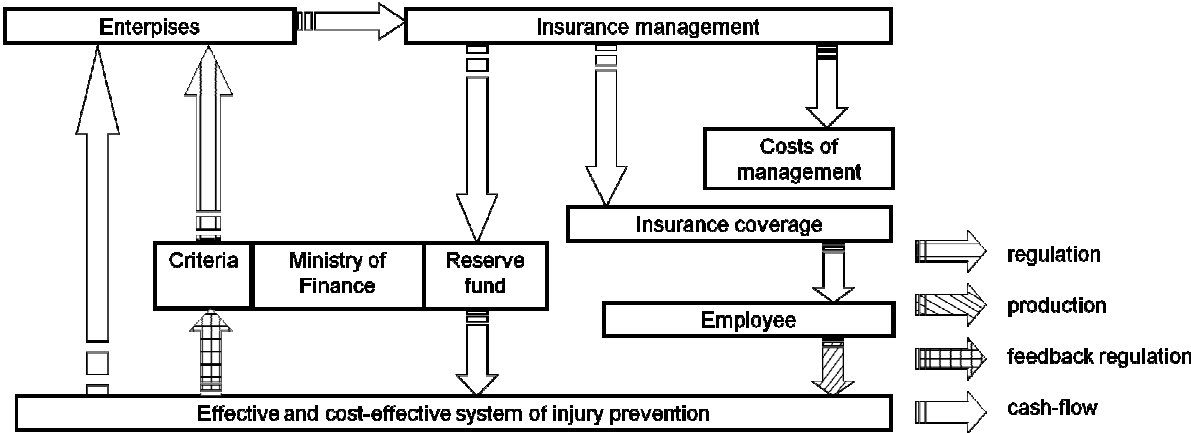 Enterpises
Insurance management
Costs of
management
Insurance coverage
Criteria
Ministry of
Finance
Reserve
fund
Employee
Effective and cost-effective system of injury prevention
regulation
production
feedback regulation
cash-flow